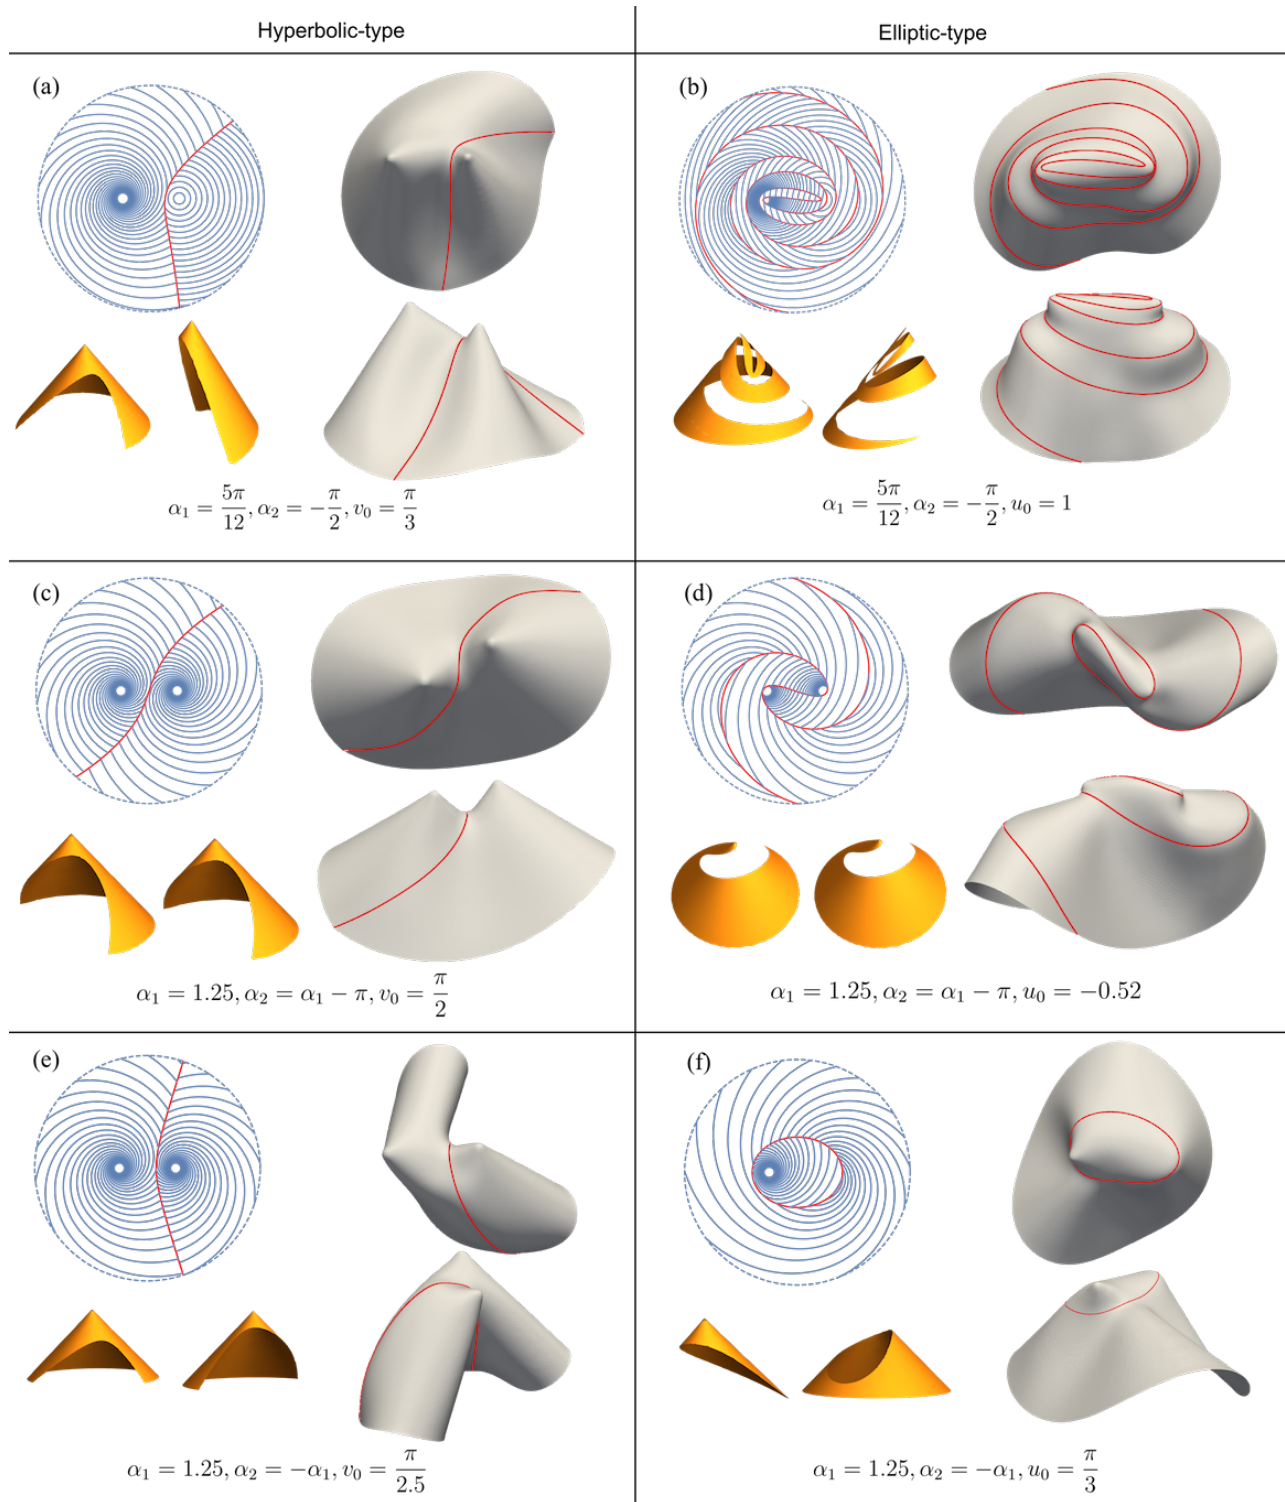 Hyperbolic-type
Elliptic-type
(a)
(b)
α₁ = 5π/12, α₂ = −π/2, v₀ = π/3
α₁ = 5π/12, α₂ = −π/2, u₀ = 1
(c)
(d)
α₁ = 1.25, α₂ = α₁ − π, v₀ = π/2
α₁ = 1.25, α₂ = α₁ − π, u₀ = −0.52
(e)
(f)
α₁ = 1.25, α₂ = −α₁, v₀ = π/2.5
α₁ = 1.25, α₂ = −α₁, u₀ = π/3